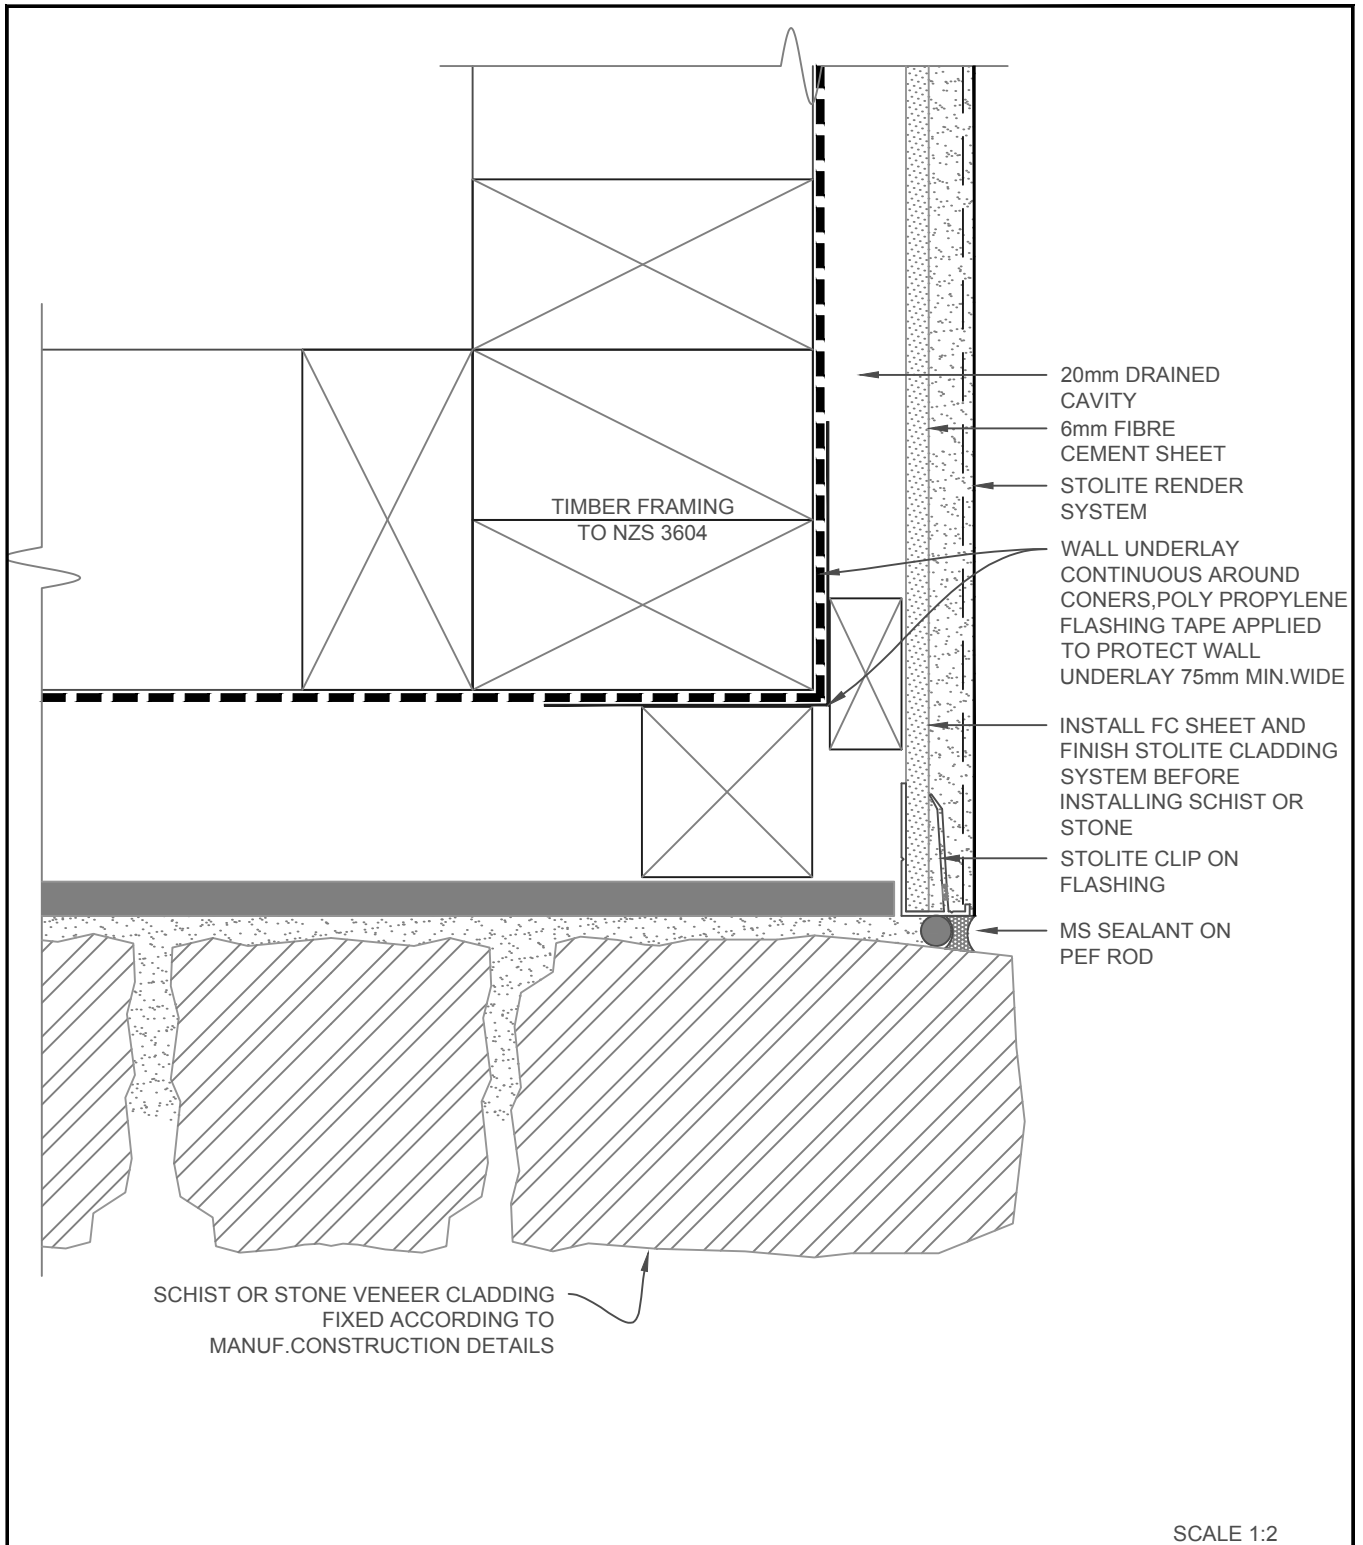 20mm DRAINED
CAVITY
6mm FIBRE
CEMENT SHEET
STOLITE RENDER
SYSTEM
TIMBER FRAMING
TO NZS 3604
WALL UNDERLAY
CONTINUOUS AROUND
CONERS,POLY PROPYLENE
FLASHING TAPE APPLIED
TO PROTECT WALL
UNDERLAY 75mm MIN.WIDE
INSTALL FC SHEET AND
FINISH STOLITE CLADDING
SYSTEM BEFORE
INSTALLING SCHIST OR
STONE
STOLITE CLIP ON
FLASHING
MS SEALANT ON
PEF ROD
SCHIST OR STONE VENEER CLADDING
FIXED ACCORDING TO
MANUF.CONSTRUCTION DETAILS
SCALE 1:2